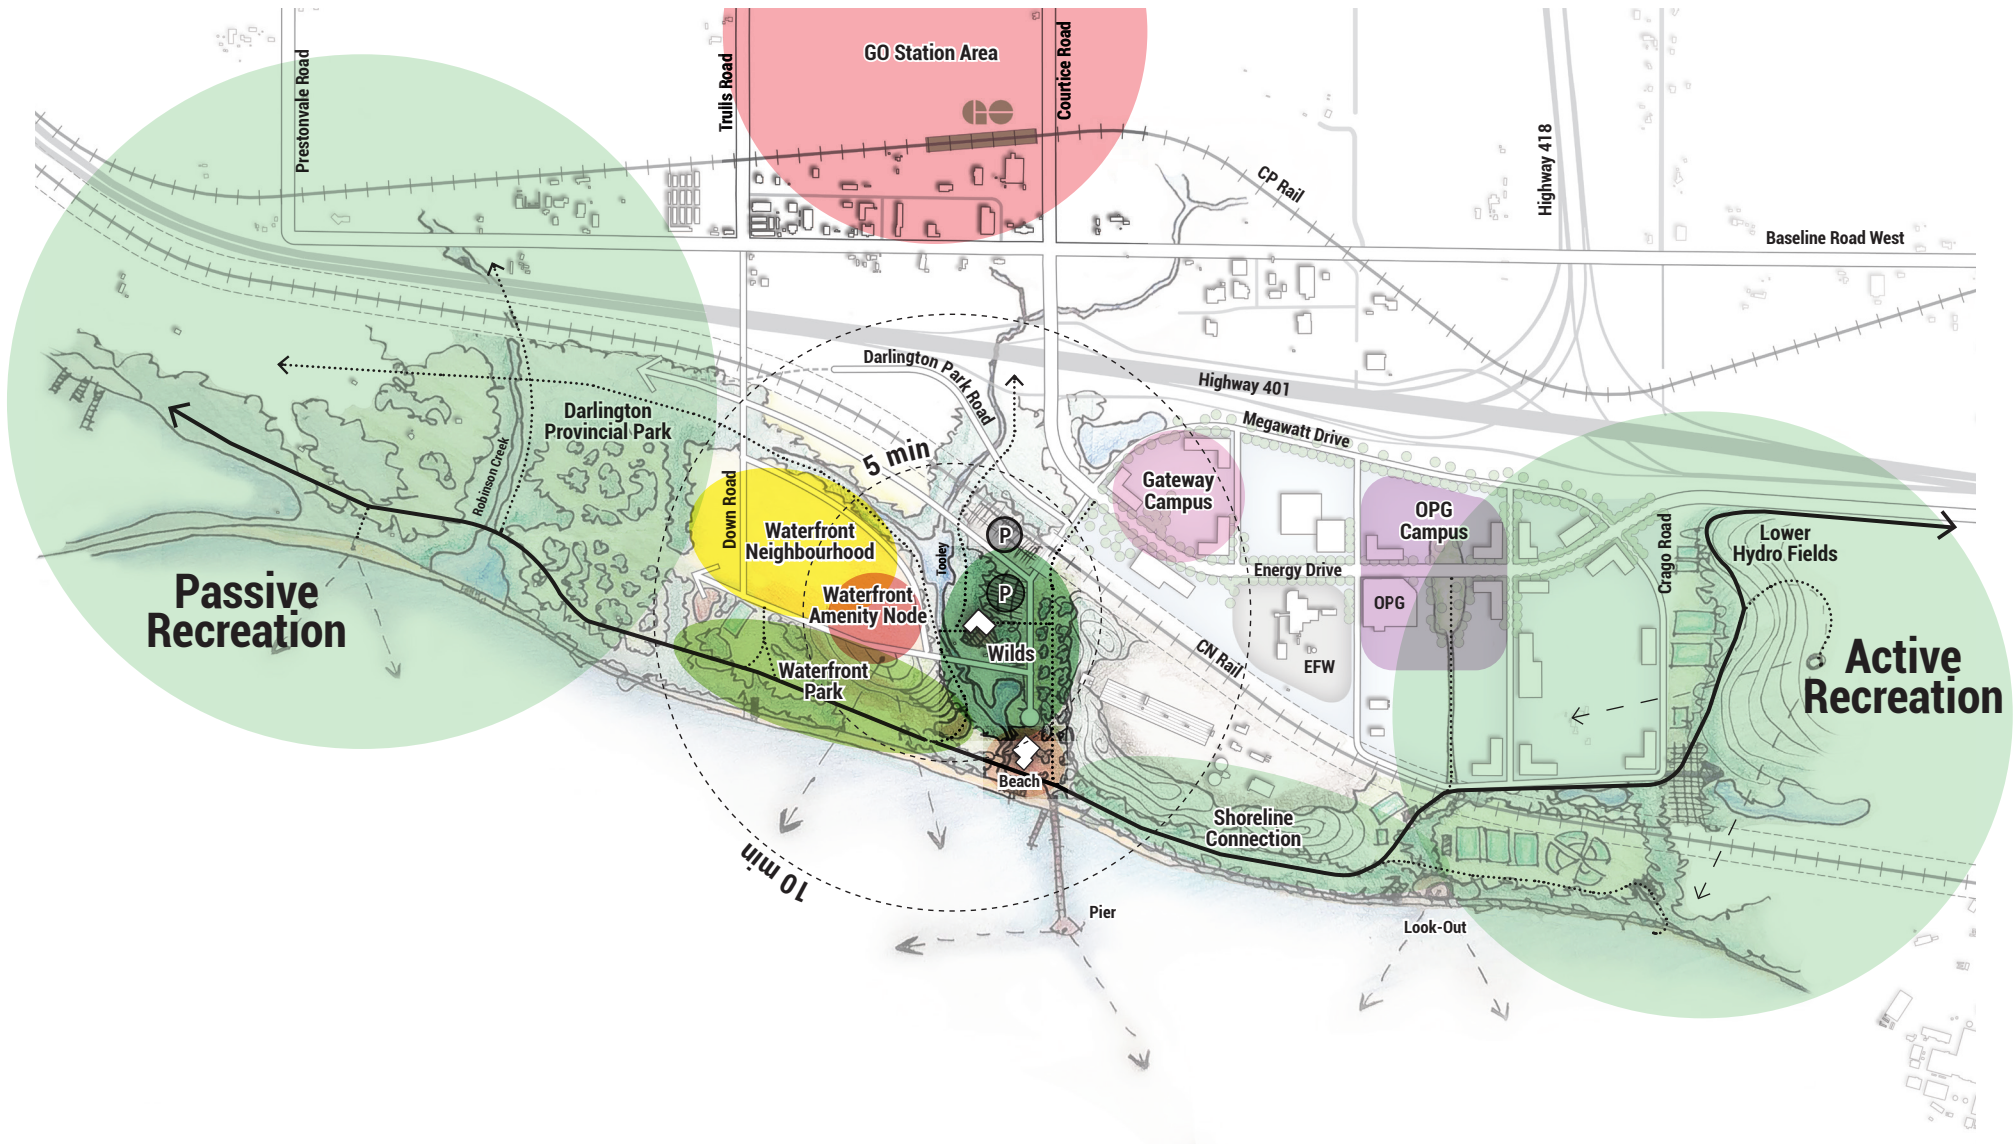 GO Station Area
GO
Prestonvale Road
Trulls Road
Courtice Road
CP Rail
Highway 418
Baseline Road West
Darlington Park Road
Highway 401
Megawatt Drive
Darlington
Provincial Park
Robinson Creek
5 min
Down Road
Waterfront
Neighbourhood
Tooley
P
P
Gateway
Campus
OPG
Campus
Energy Drive
OPG
Crago Road
Lower
Hydro Fields
Passive
Recreation
Waterfront
Amenity Node
Wilds
Waterfront
Park
CN Rail
EFW
Active
Recreation
Beach
Shoreline
Connection
10 min
Pier
Look-Out